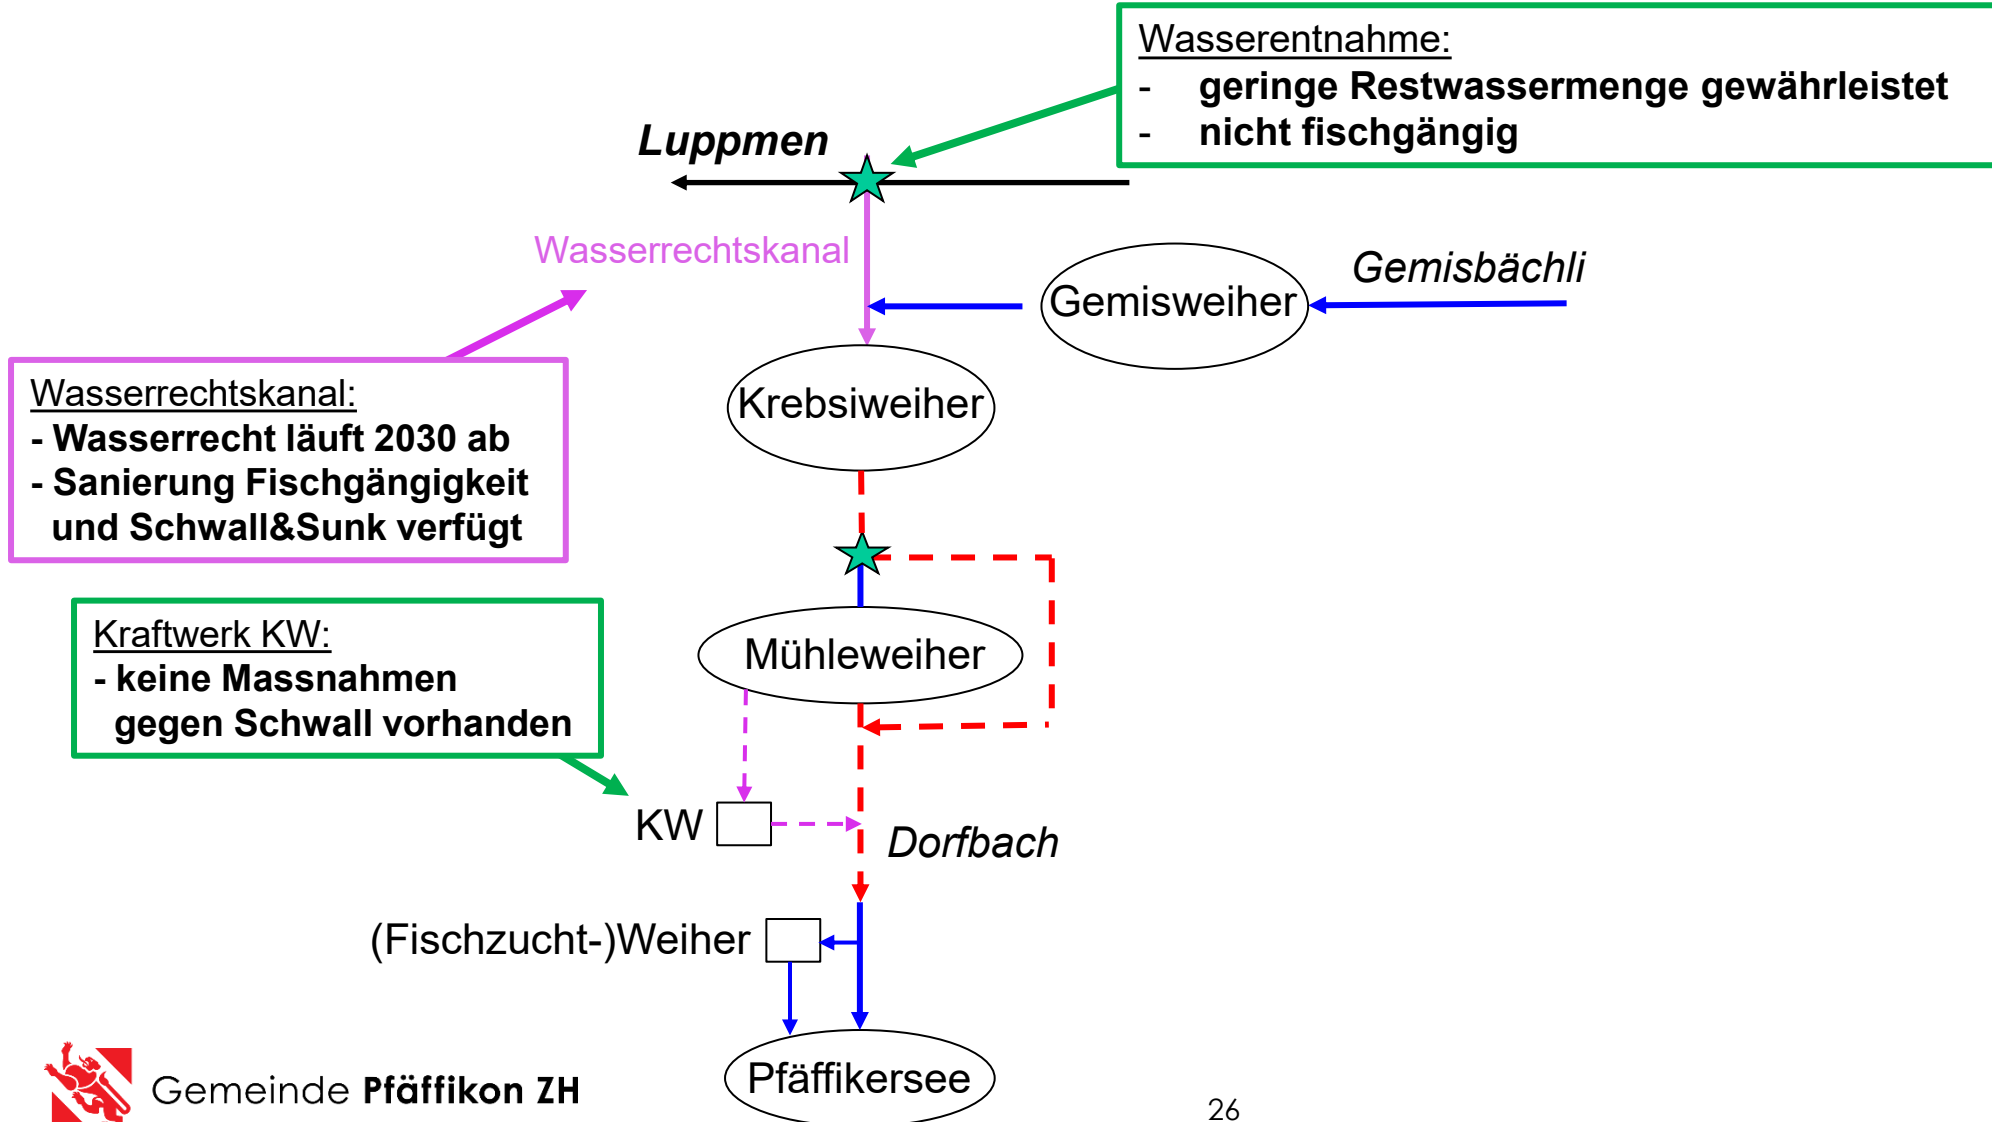 Wasserentnahme:
- geringe Restwassermenge gewährleistet
- nicht fischgängig
Luppmen
Wasserrechtskanal
Gemisbächli
Gemisweiher
Wasserrechtskanal:
- Wasserrecht läuft 2030 ab
- Sanierung Fischgängigkeit
und Schwall&Sunk verfügt
Krebsiweiher
Kraftwerk KW:
- keine Massnahmen
gegen Schwall vorhanden
Mühleweiher
KW
Dorfbach
(Fischzucht-)Weiher
Pfäffikersee
Gemeinde Pfäffikon ZH
26